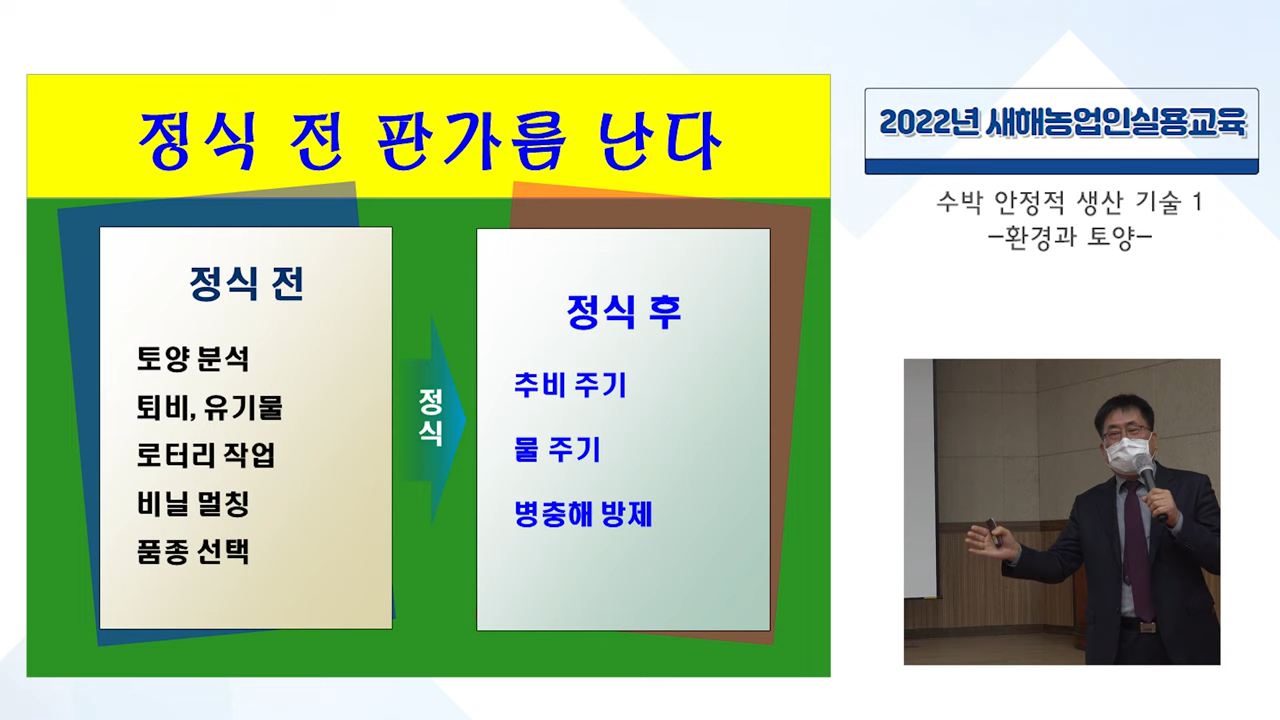 정식 전 판가름 난다
정식 전
토양 분석
퇴비, 유기물
로터리 작업
비닐 멀칭
품종 선택
정식
정식 후
추비 주기
물 주기
병충해 방제
2022년 새해농업인실용교육
수박 안정적 생산 기술 1
-환경과 토양-